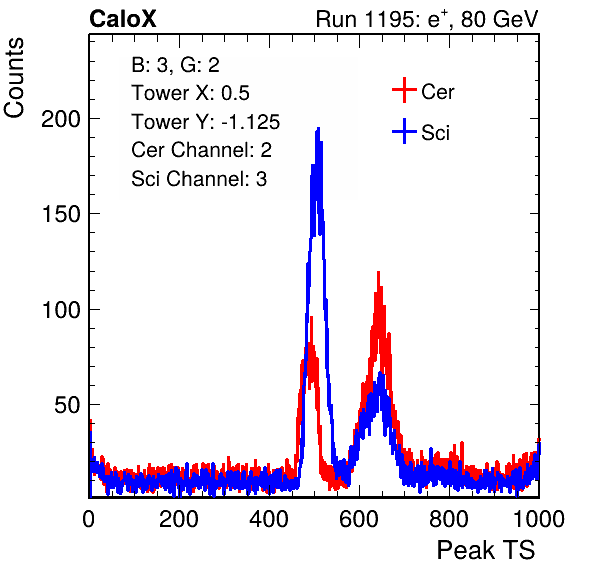 CaloX
Run 1195: e⁺, 80 GeV
Counts
B: 3, G: 2
Tower X: 0.5
Tower Y: -1.125
Cer Channel: 2
Sci Channel: 3
Cer
Sci
200
150
100
50
0 200 400 600 800 1000
Peak TS